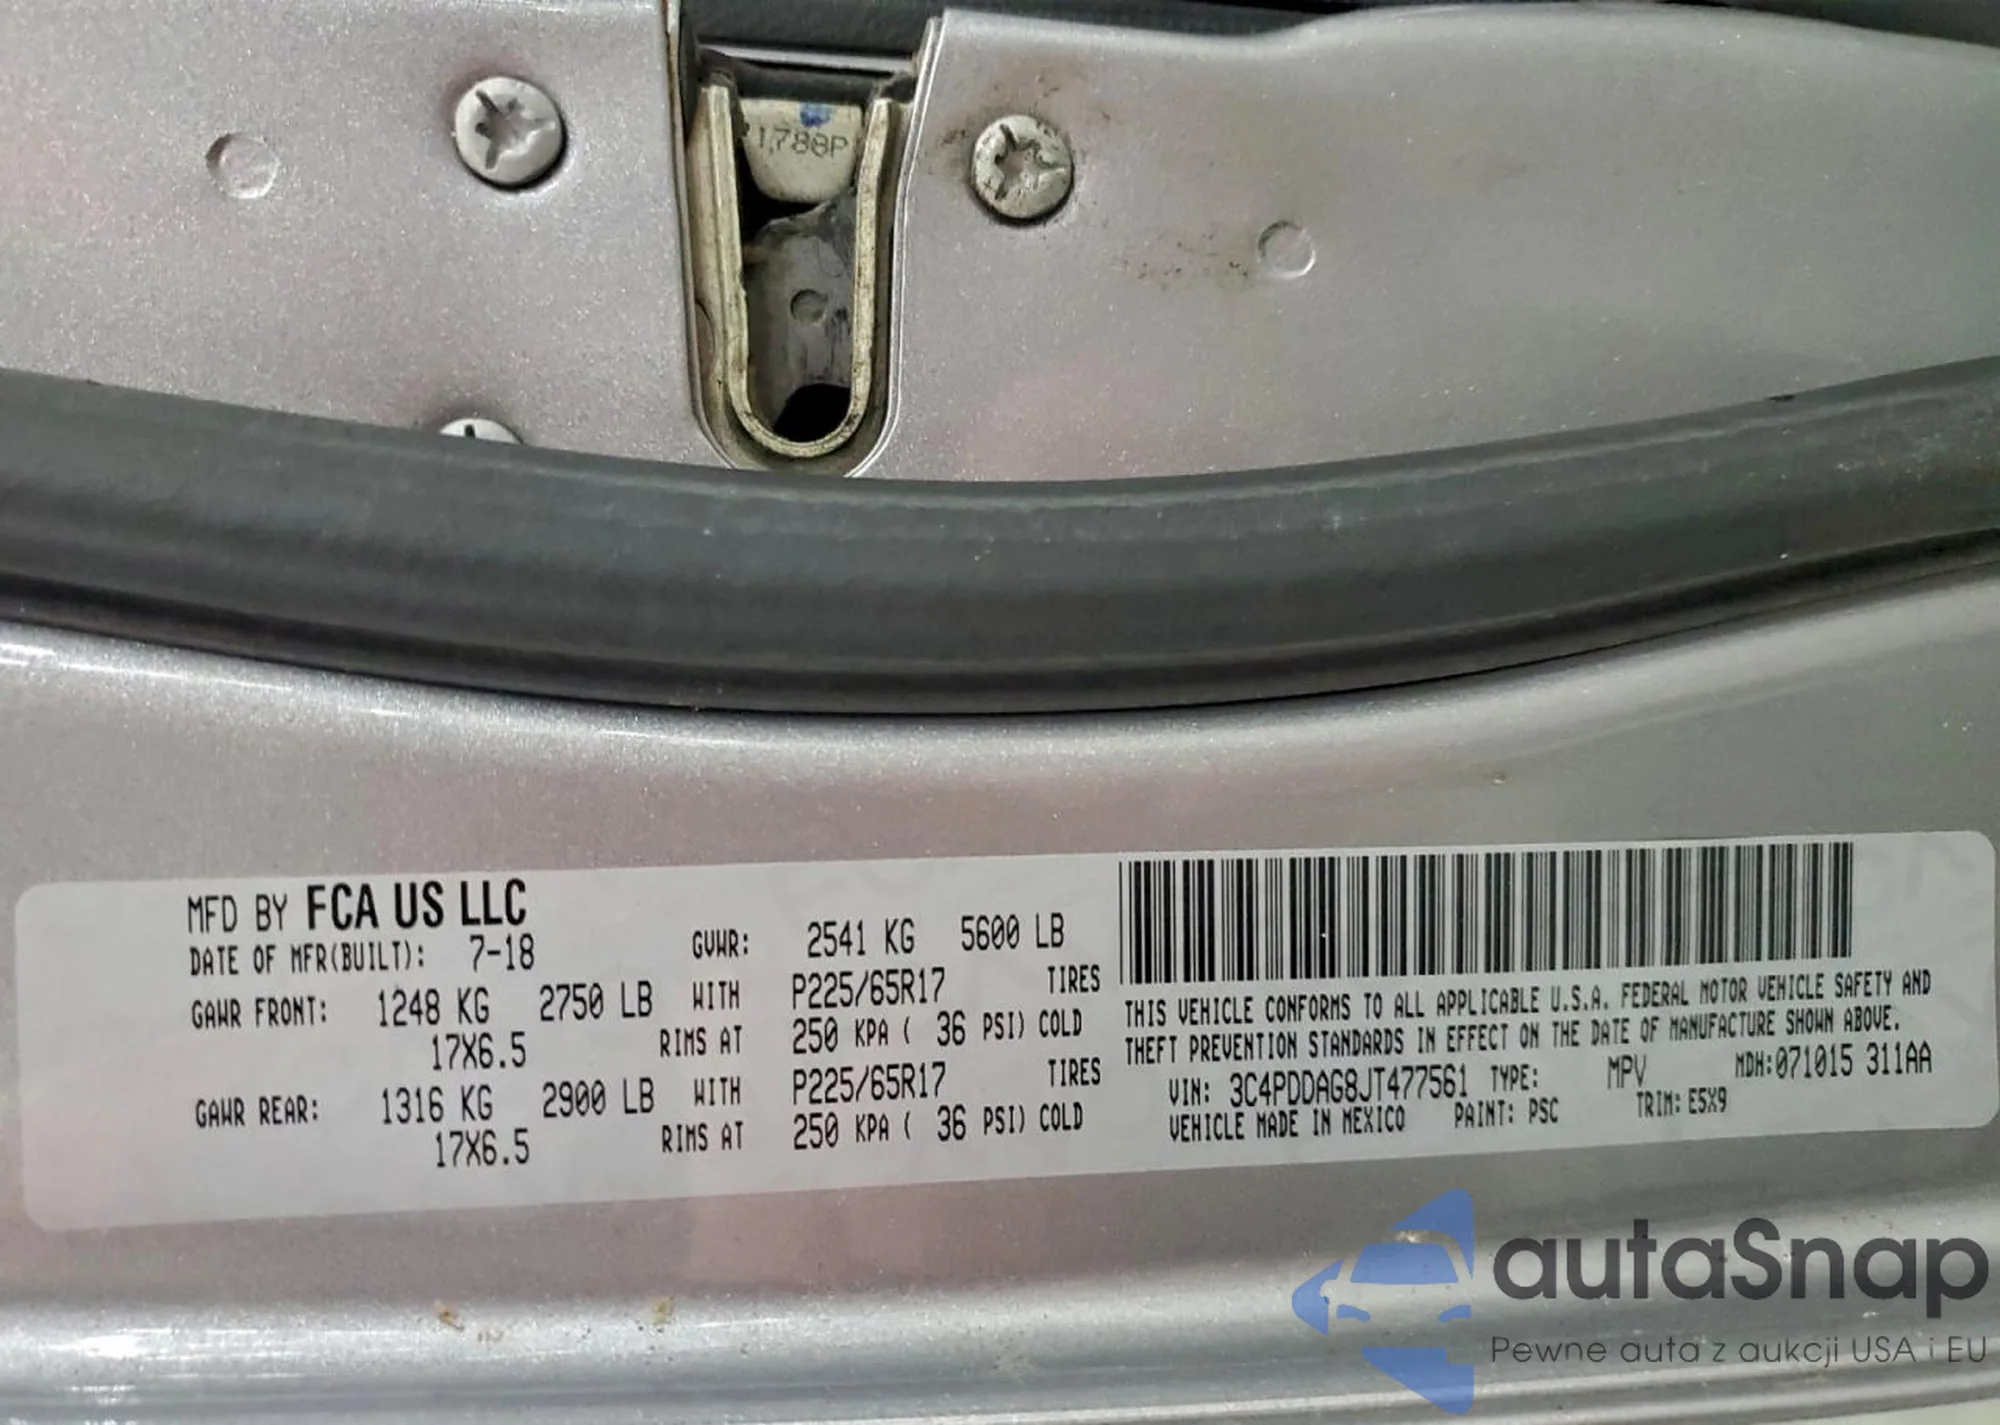 1,788P
MFD BY FCA US LLC
DATE OF MFR(BUILT): 7-18 GVWR: 2541 KG 5600 LB
GAWR FRONT: 1248 KG 2750 LB WITH P225/65R17 TIRES
17X6.5 RIMS AT 250 KPA ( 36 PSI) COLD
GAWR REAR: 1316 KG 2900 LB WITH P225/65R17 TIRES
17X6.5 RIMS AT 250 KPA ( 36 PSI) COLD
THIS VEHICLE CONFORMS TO ALL APPLICABLE U.S.A. FEDERAL MOTOR VEHICLE SAFETY AND
THEFT PREVENTION STANDARDS IN EFFECT ON THE DATE OF MANUFACTURE SHOWN ABOVE.
VIN: 3C4PDDAG8JT477561 TYPE: MPV MDH:071015 311AA
VEHICLE MADE IN MEXICO PAINT: PSC TRIM: E5X9
autaSnap
Pewne auta z aukcji USA i EU